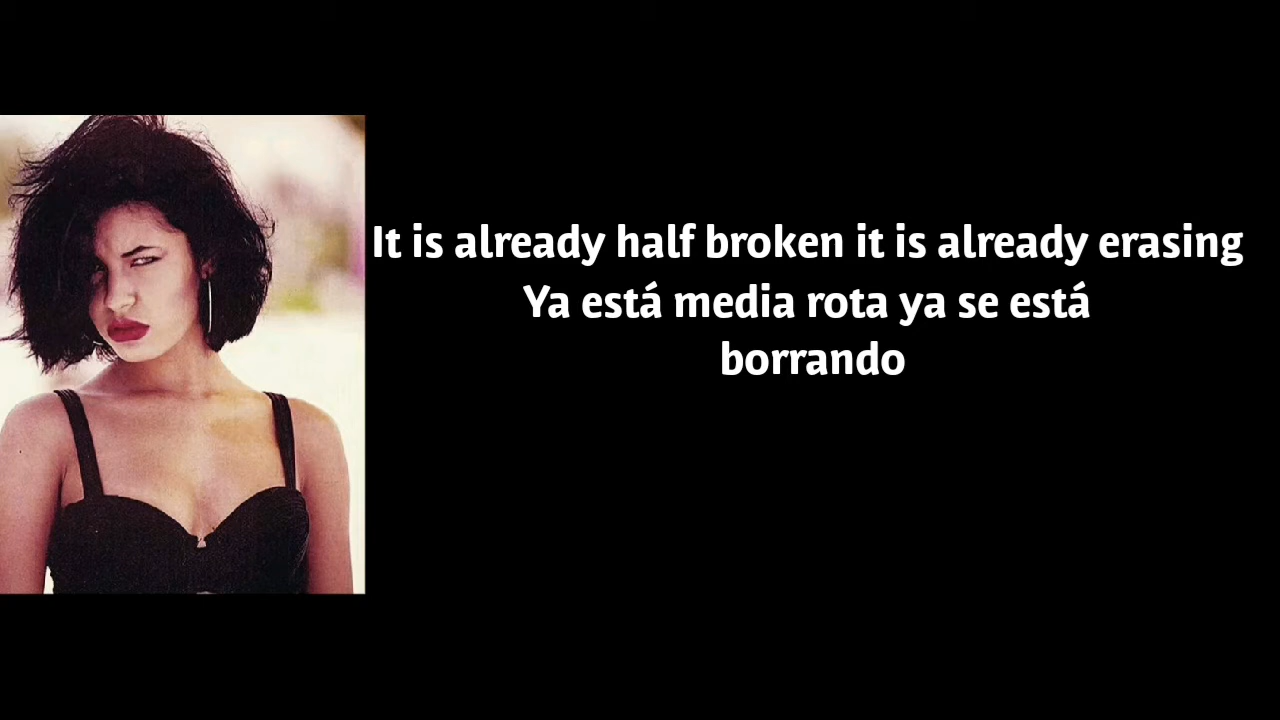 It is already half broken it is already erasing
Ya está media rota ya se está
borrando